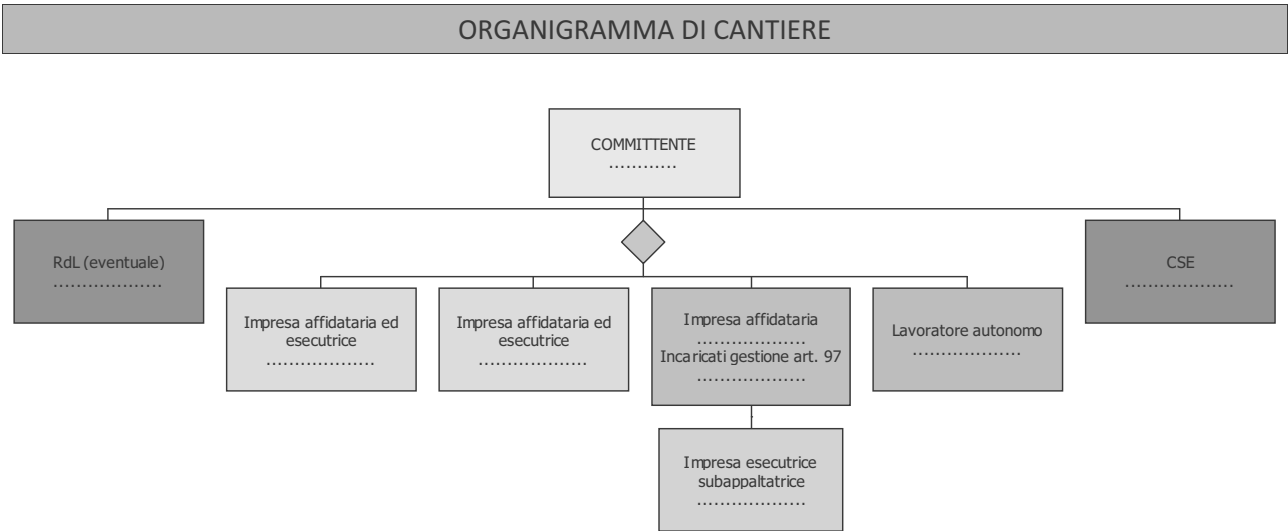 ORGANIGRAMMA DI CANTIERE
COMMITTENTE
............
RdL (eventuale)
...................
CSE
...................
Impresa affidataria ed
esecutrice
...................
Impresa affidataria ed
esecutrice
...................
Impresa affidataria
...................
Incaricati gestione art. 97
...................
Lavoratore autonomo
...................
Impresa esecutrice
subappaltatrice
...................